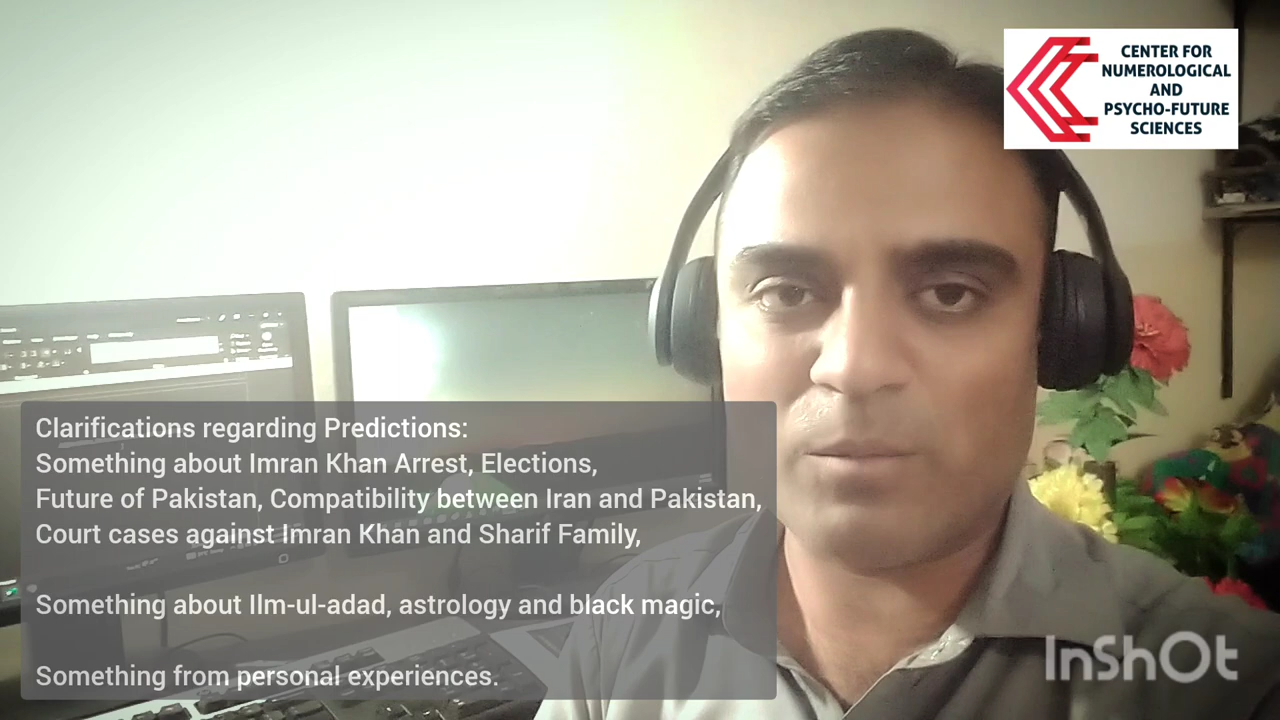 CENTER FOR
NUMEROLOGICAL
AND
PSYCHO-FUTURE
SCIENCES
Clarifications regarding Predictions:
Something about Imran Khan Arrest, Elections,
Future of Pakistan, Compatibility between Iran and Pakistan,
Court cases against Imran Khan and Sharif Family,
Something about Ilm-ul-adad, astrology and black magic,
Something from personal experiences.
InShOt